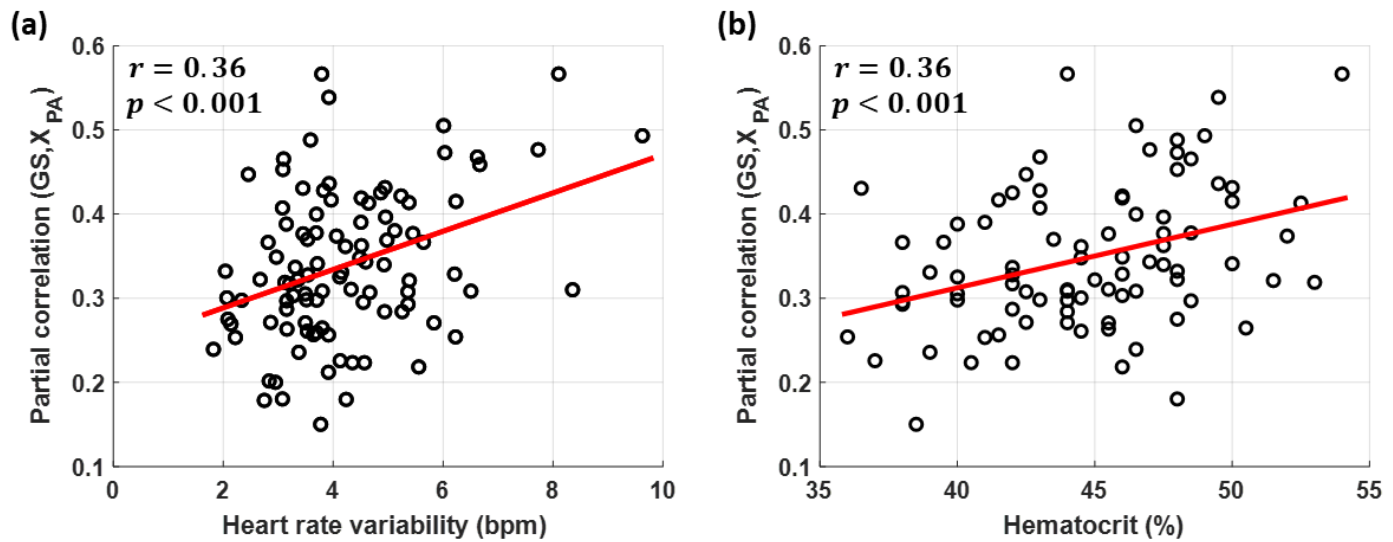 (a)
r = 0.36
p < 0.001
0.6
0.5
0.4
0.3
0.2
0.1
Partial correlation (GS,X_PA)
0 2 4 6 8 10
Heart rate variability (bpm)
(b)
r = 0.36
p < 0.001
0.6
0.5
0.4
0.3
0.2
0.1
Partial correlation (GS,X_PA)
35 40 45 50 55
Hematocrit (%)